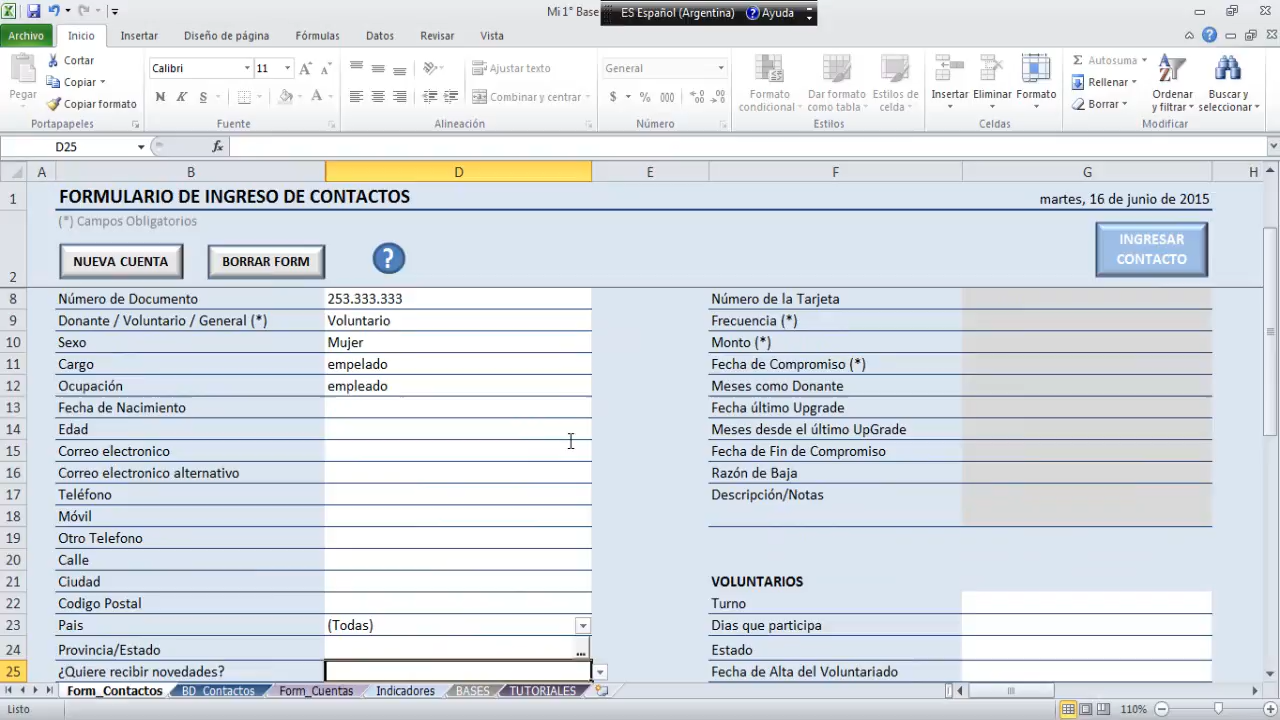 Mi 1° Base
ES Español (Argentina) Ayuda
Archivo Inicio Insertar Diseño de página Fórmulas Datos Revisar Vista
Pegar
Cortar
Copiar
Copiar formato
Portapapeles
Calibri 11
N K S
Fuente
Ajustar texto
Combinar y centrar
Alineación
General
$ % 000
Número
Formato condicional
Dar formato como tabla
Estilos de celda
Estilos
Insertar Eliminar Formato
Celdas
Autosuma
Rellenar
Borrar
Ordenar y filtrar
Buscar y seleccionar
Modificar
D25 fx
A B D E F G H
1 FORMULARIO DE INGRESO DE CONTACTOS martes, 16 de junio de 2015
(*) Campos Obligatorios
2 NUEVA CUENTA BORRAR FORM ? INGRESAR CONTACTO
8 Número de Documento 253.333.333 Número de la Tarjeta
9 Donante / Voluntario / General (*) Voluntario Frecuencia (*)
10 Sexo Mujer Monto (*)
11 Cargo empelado Fecha de Compromiso (*)
12 Ocupación empleado Meses como Donante
13 Fecha de Nacimiento Fecha último Upgrade
14 Edad Meses desde el último UpGrade
15 Correo electronico Fecha de Fin de Compromiso
16 Correo electronico alternativo Razón de Baja
17 Teléfono Descripción/Notas
18 Móvil
19 Otro Telefono
20 Calle
21 Ciudad VOLUNTARIOS
22 Codigo Postal Turno
23 Pais (Todas) Dias que participa
24 Provincia/Estado ... Estado
25 ¿Quiere recibir novedades? Fecha de Alta del Voluntariado
Form_Contactos BD_Contactos Form_Cuentas Indicadores BASES TUTORIALES
Listo 110%